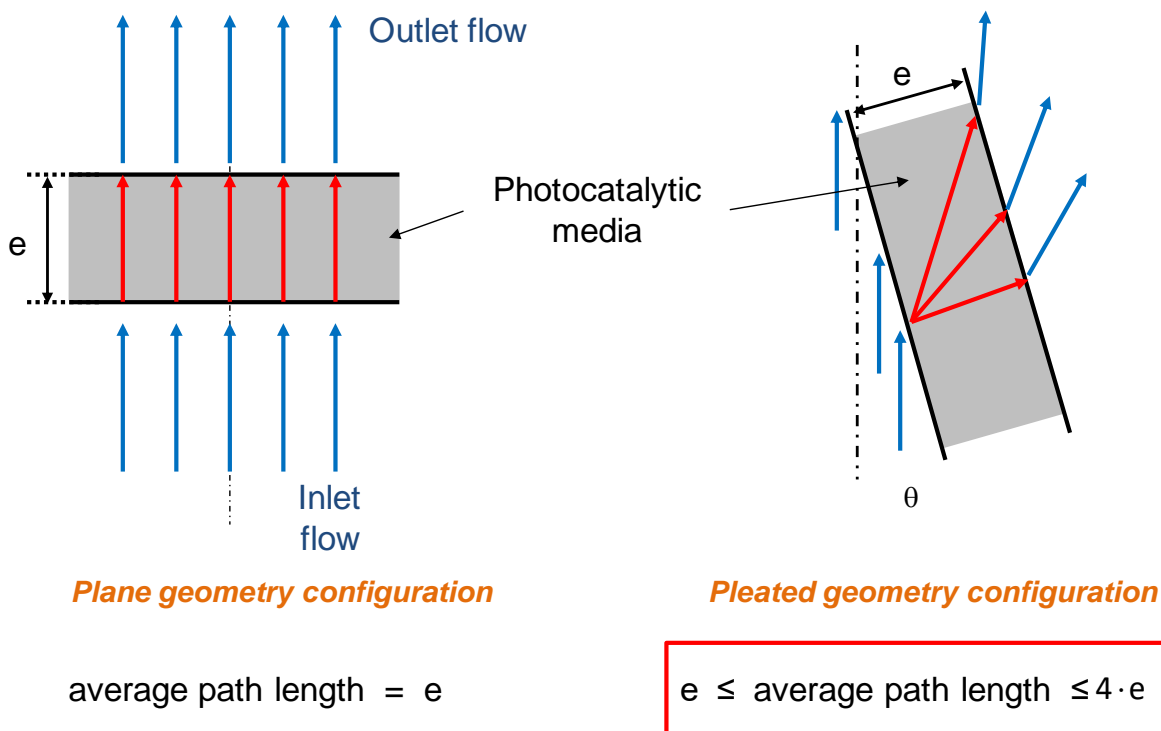 Outlet flow
e
e
Photocatalytic
media
Inlet
flow
θ
Plane geometry configuration
Pleated geometry configuration
average path length = e
e ≤ average path length ≤ 4 · e